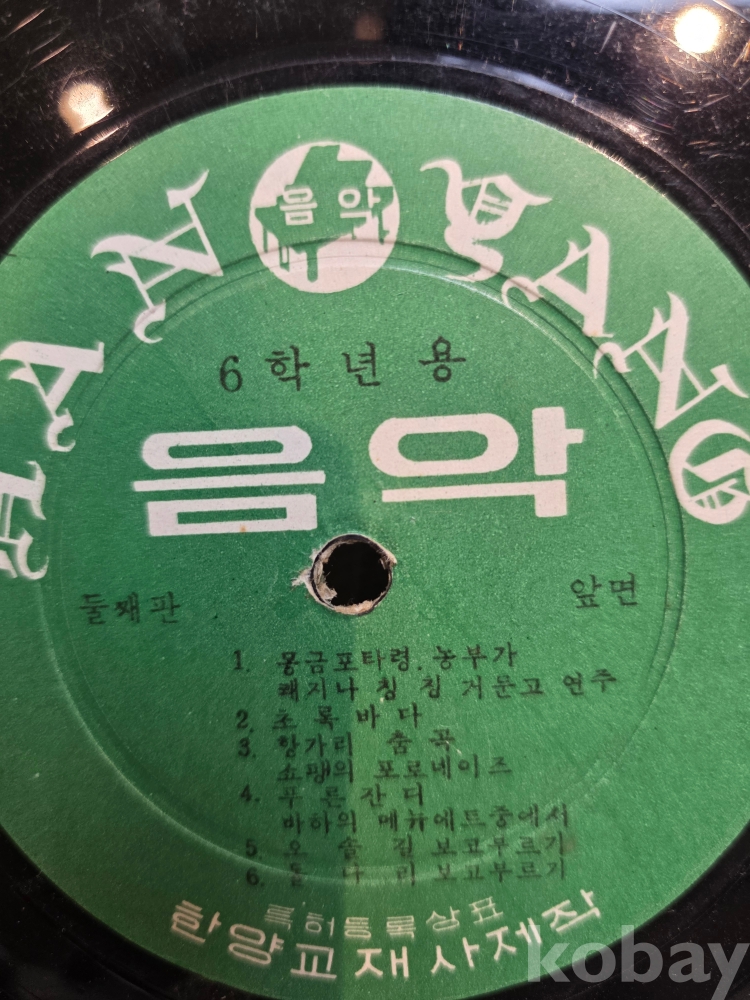 HAN YANG
음악
6학년용
음악
둘째판
앞면
1. 몽금포타령. 농부가
쾌지나 칭 칭 거문고 연주
2. 초록바다
3. 항가리 춤곡
쇼팽의 포로네이즈
4. 푸른잔디
바하의 메뉴에트중에서
5. 오솔길 보고부르기
6. 돌나리 보고부르기
특허등록상표
한양교재사제작
kobay